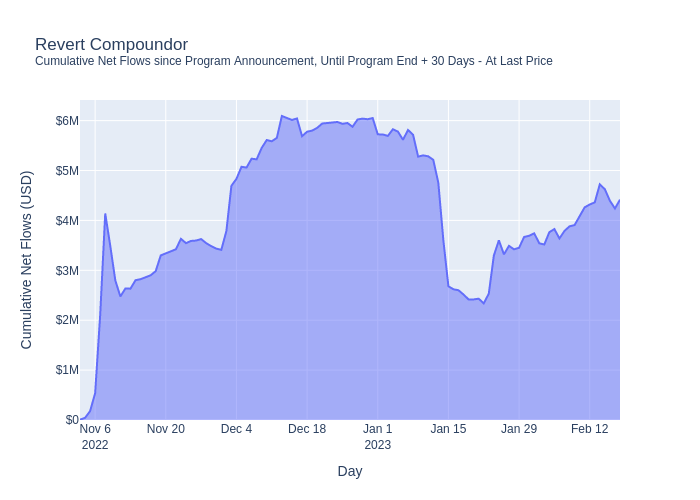 Revert Compoundor
Cumulative Net Flows since Program Announcement, Until Program End + 30 Days - At Last Price
Cumulative Net Flows (USD)
$6M
$5M
$4M
$3M
$2M
$1M
$0
Nov 6
2022
Nov 20
Dec 4
Dec 18
Jan 1
2023
Jan 15
Jan 29
Feb 12
Day